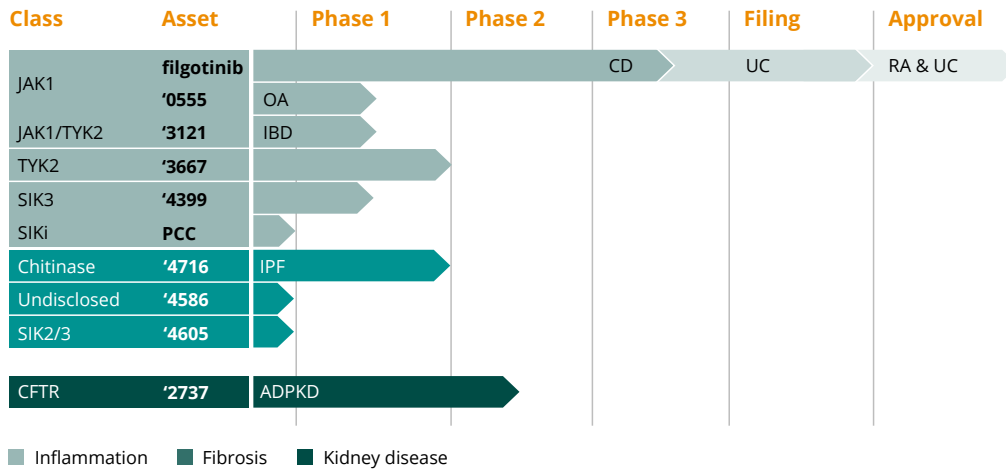 Class Asset Phase 1 Phase 2 Phase 3 Filing Approval
JAK1 filgotinib CD UC RA & UC
‘0555 OA
JAK1/TYK2 ‘3121 IBD
TYK2 ‘3667
SIK3 ‘4399
SIKi PCC
Chitinase ‘4716 IPF
Undisclosed ‘4586
SIK2/3 ‘4605
CFTR ‘2737 ADPKD
Inflammation Fibrosis Kidney disease